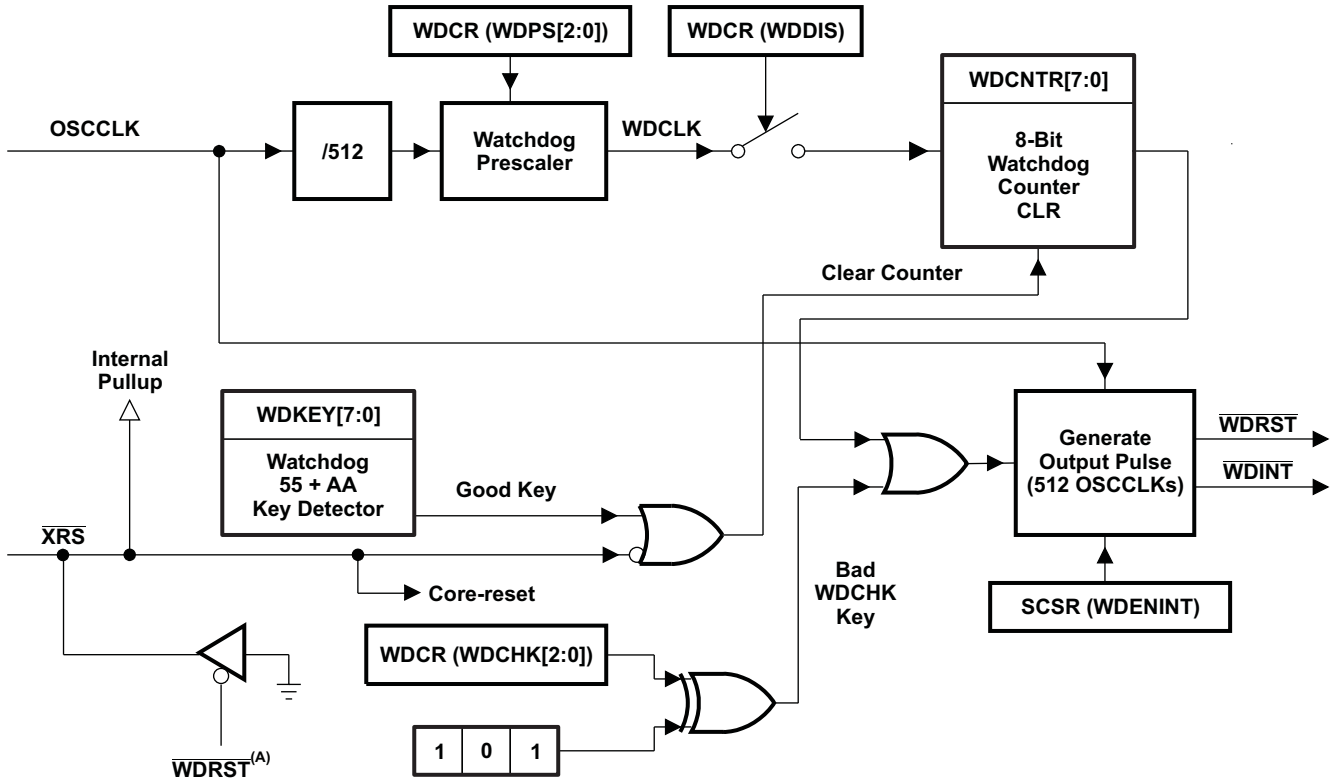 WDCR (WDPS[2:0])
WDCR (WDDIS)
WDCNTR[7:0]
OSCCLK
/512
Watchdog
Prescaler
WDCLK
8-Bit
Watchdog
Counter
CLR
Clear Counter
Internal
Pullup
WDKEY[7:0]
Watchdog
55 + AA
Key Detector
Good Key
Generate
Output Pulse
(512 OSCCLKs)
WDRST
WDINT
XRS
Core-reset
Bad
WDCHK
Key
SCSR (WDENINT)
WDCR (WDCHK[2:0])
1 0 1
WDRST(A)